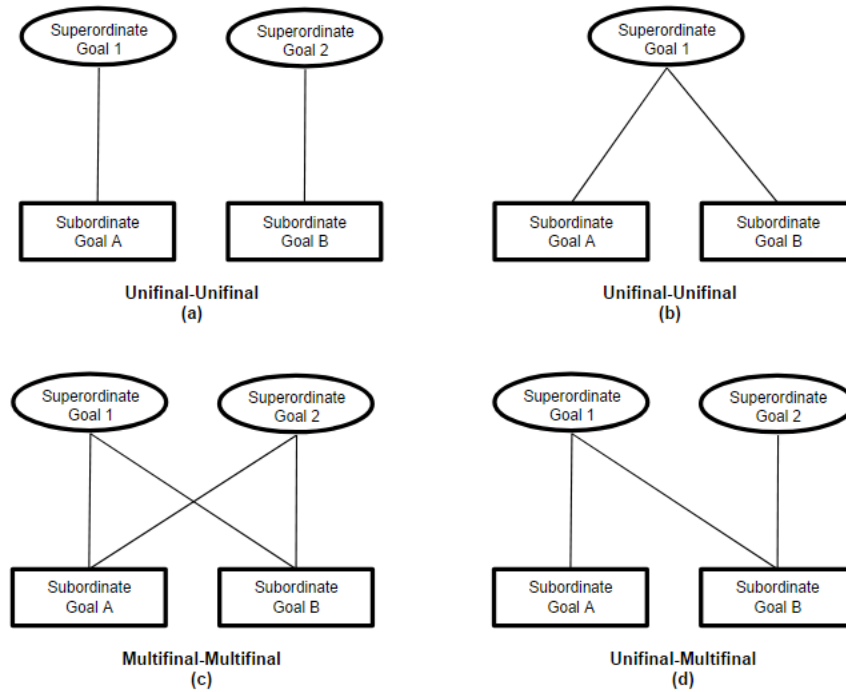 Superordinate
Goal 1
Superordinate
Goal 2
Subordinate
Goal A
Subordinate
Goal B
Unifinal-Unifinal
(a)
Superordinate
Goal 1
Subordinate
Goal A
Subordinate
Goal B
Unifinal-Unifinal
(b)
Superordinate
Goal 1
Superordinate
Goal 2
Subordinate
Goal A
Subordinate
Goal B
Multifinal-Multifinal
(c)
Superordinate
Goal 1
Superordinate
Goal 2
Subordinate
Goal A
Subordinate
Goal B
Unifinal-Multifinal
(d)